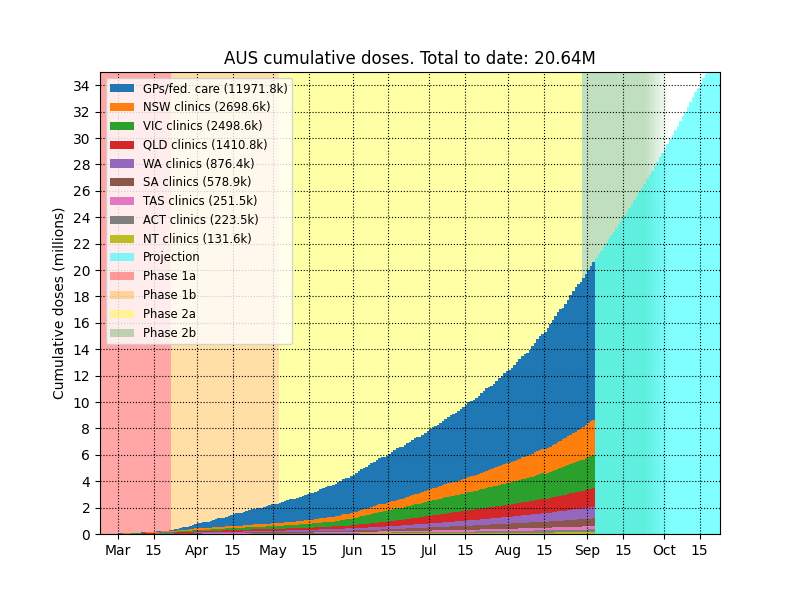 AUS cumulative doses. Total to date: 20.64M
Cumulative doses (millions)
34
32
30
28
26
24
22
20
18
16
14
12
10
8
6
4
2
0
GPs/fed. care (11971.8k)
NSW clinics (2698.6k)
VIC clinics (2498.6k)
QLD clinics (1410.8k)
WA clinics (876.4k)
SA clinics (578.9k)
TAS clinics (251.5k)
ACT clinics (223.5k)
NT clinics (131.6k)
Projection
Phase 1a
Phase 1b
Phase 2a
Phase 2b
Mar 15 Apr 15 May 15 Jun 15 Jul 15 Aug 15 Sep 15 Oct 15